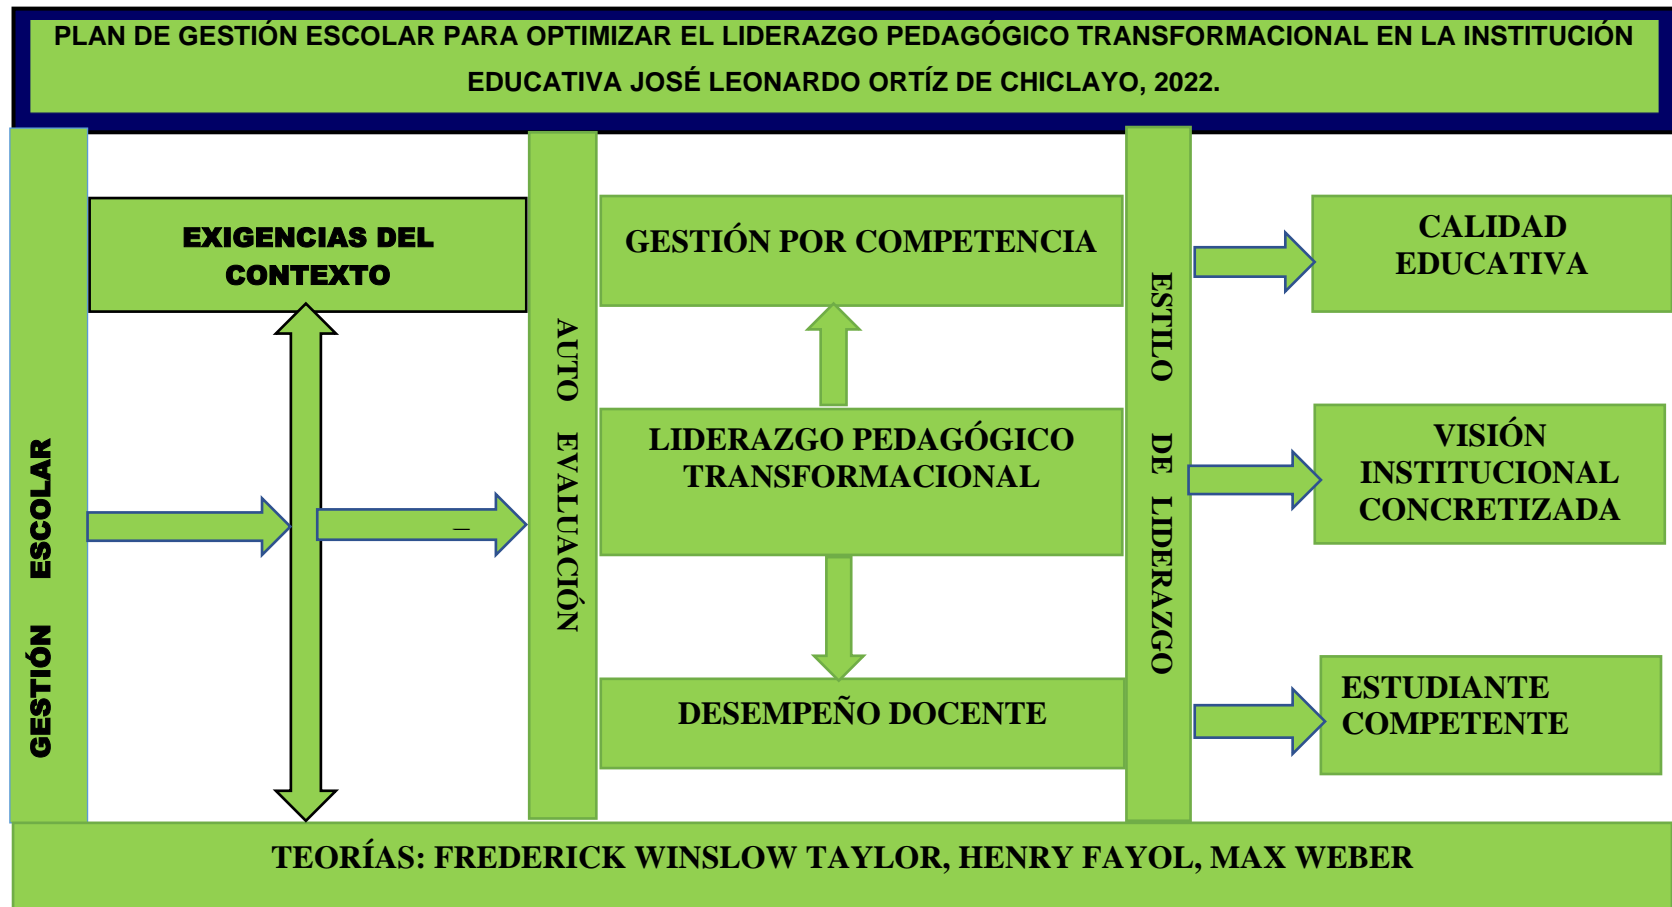 PLAN DE GESTIÓN ESCOLAR PARA OPTIMIZAR EL LIDERAZGO PEDAGÓGICO TRANSFORMACIONAL EN LA INSTITUCIÓN
EDUCATIVA JOSÉ LEONARDO ORTÍZ DE CHICLAYO, 2022.
GESTIÓN ESCOLAR
EXIGENCIAS DEL
CONTEXTO
_
AUTO EVALUACIÓN
GESTIÓN POR COMPETENCIA
LIDERAZGO PEDAGÓGICO
TRANSFORMACIONAL
DESEMPEÑO DOCENTE
ESTILO DE LIDERAZGO
CALIDAD
EDUCATIVA
VISIÓN
INSTITUCIONAL
CONCRETIZADA
ESTUDIANTE
COMPETENTE
TEORÍAS: FREDERICK WINSLOW TAYLOR, HENRY FAYOL, MAX WEBER